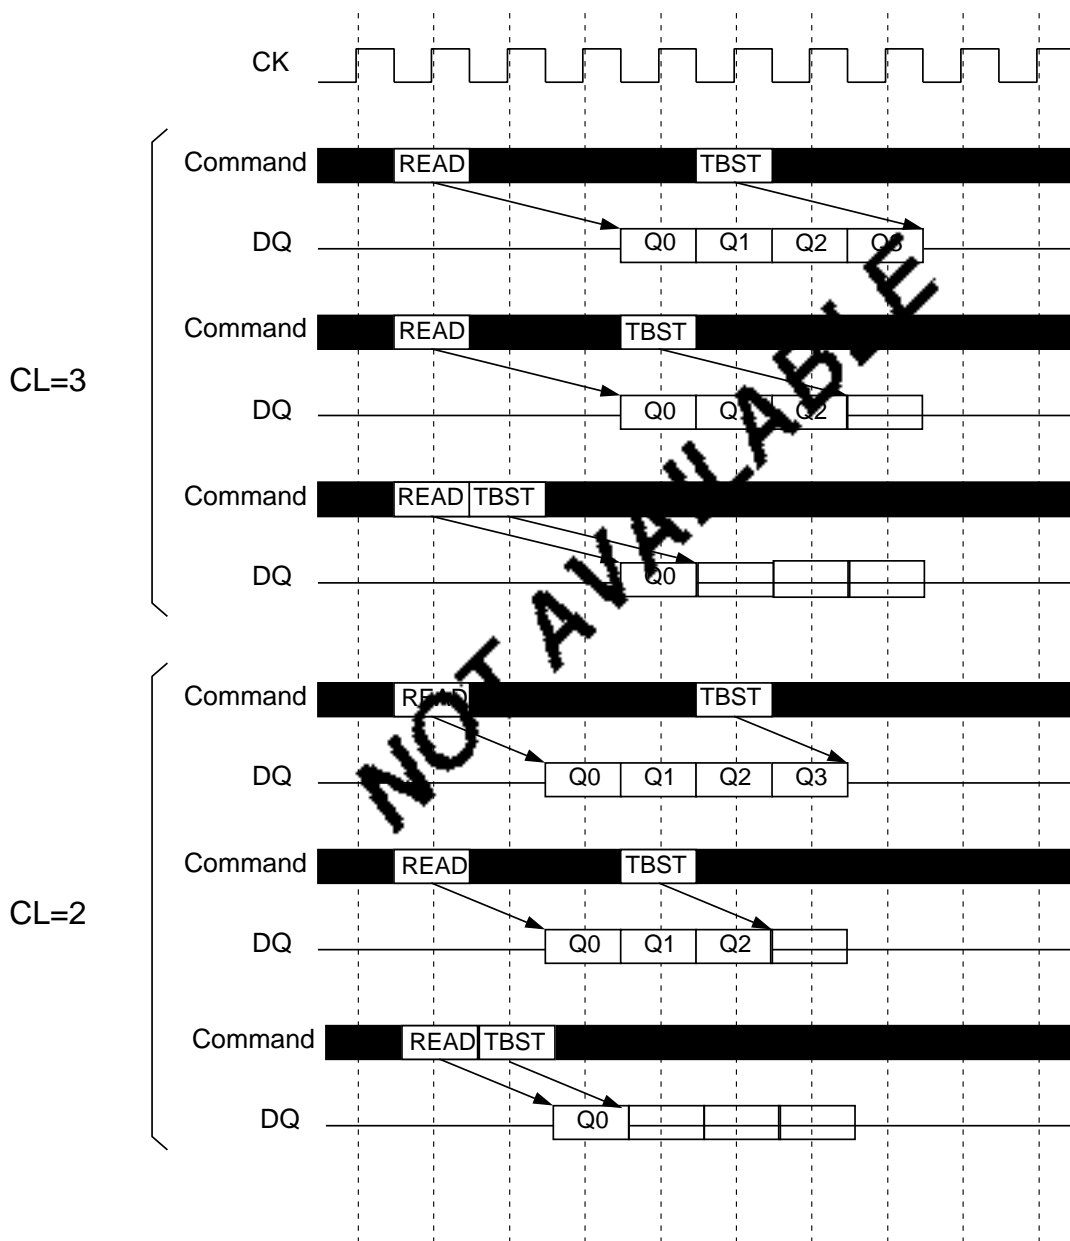 CK
Command READ TBST
DQ Q0 Q1 Q2 Q3
Command READ TBST
CL=3
DQ Q0 Q1 Q2
Command READ TBST
DQ Q0
NOT AVAILABLE
Command READ TBST
DQ Q0 Q1 Q2 Q3
Command READ TBST
CL=2
DQ Q0 Q1 Q2
Command READ TBST
DQ Q0